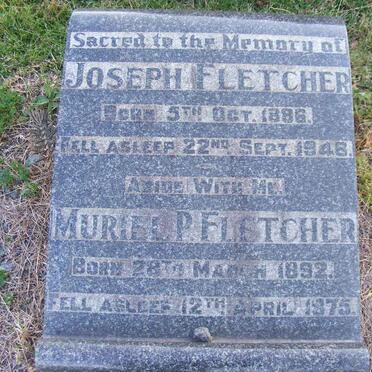 Sacred to the Memory of
JOSEPH FLETCHER
BORN 5TH OCT. 1886.
FELL ASLEEP 22ND SEPT. 1946.
ABIDE WITH ME.
MURIEL P. FLETCHER
BORN 28TH MARCH 1892.
FELL ASLEEP 12TH APRIL 1975.